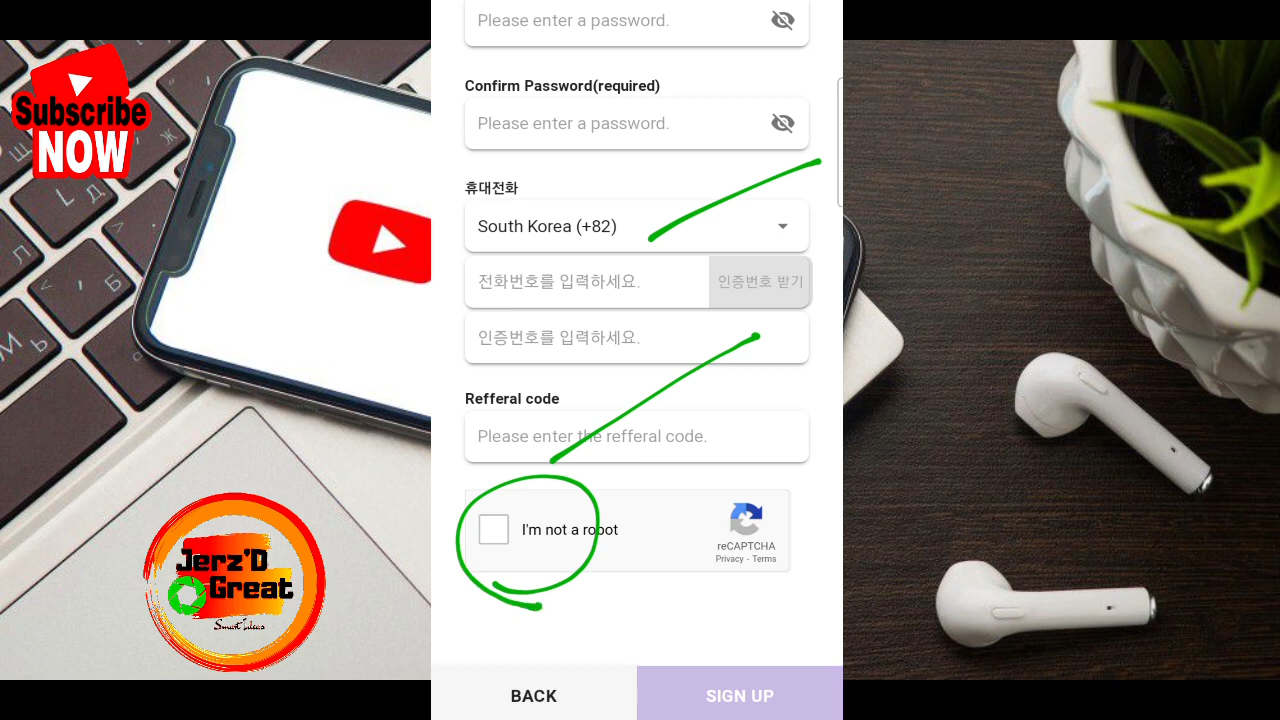 Subscribe
NOW
Please enter a password.
Confirm Password(required)
Please enter a password.
휴대전화
South Korea (+82)
전화번호를 입력하세요.
인증번호 받기
인증번호를 입력하세요.
Refferal code
Please enter the refferal code.
I'm not a robot
reCAPTCHA
Privacy - Terms
BACK
SIGN UP
Jerz'D
Great
Smart Ideas
L Д
Ж
Ш
< ,
Б
M
Ь